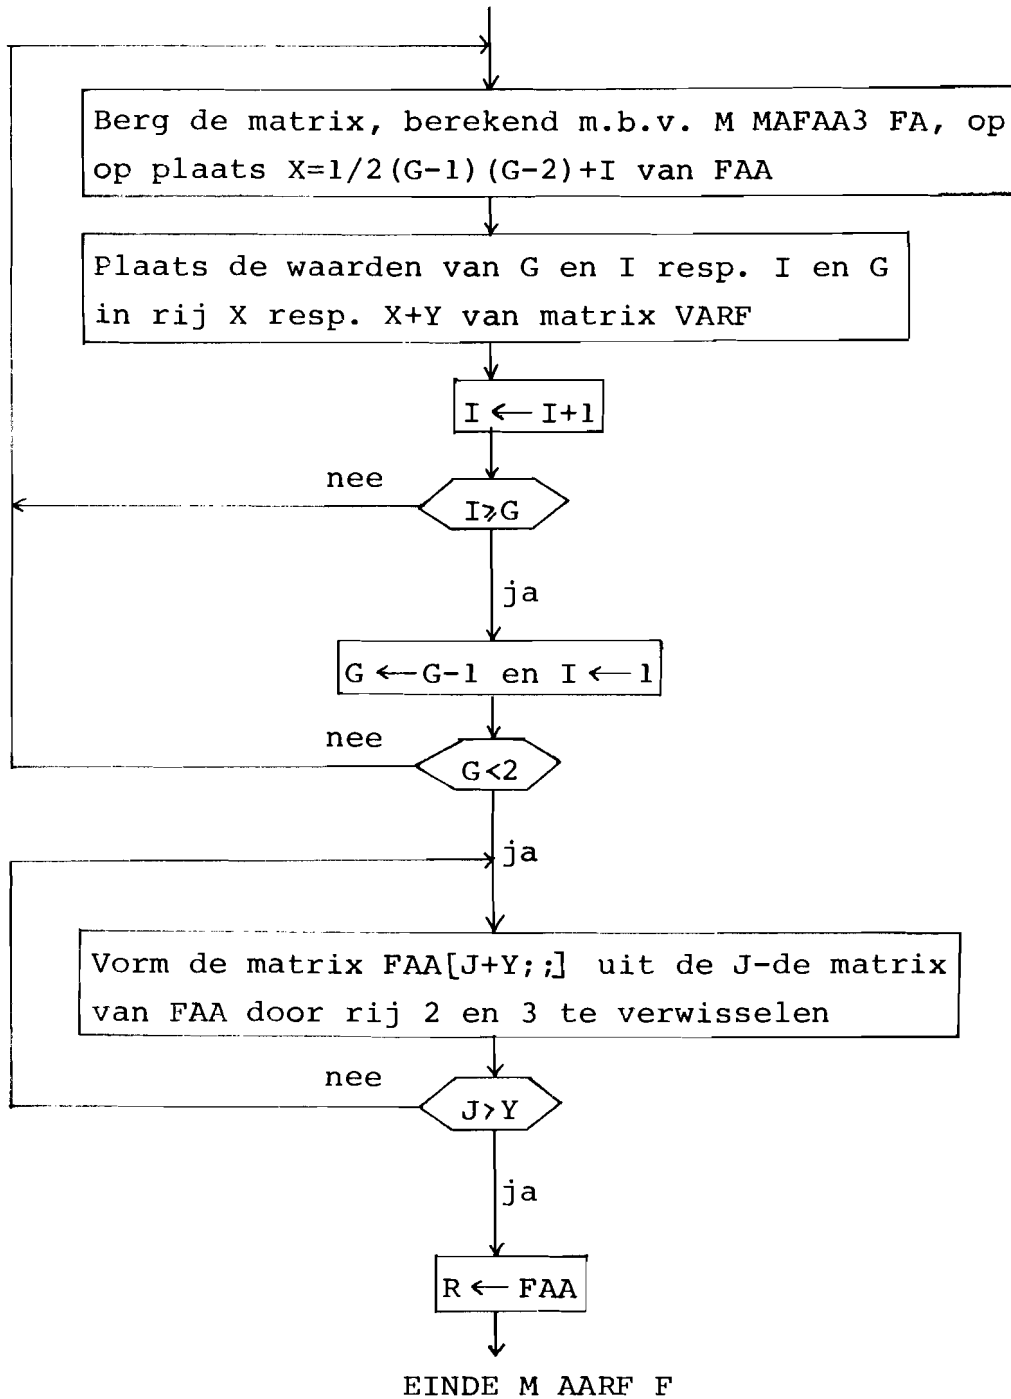 Berg de matrix, berekend m.b.v. M MAFAA3 FA, op
op plaats X=1/2(G-1)(G-2)+I van FAA
Plaats de waarden van G en I resp. I en G
in rij X resp. X+Y van matrix VARF
I ← I+1
nee
I⩾G
ja
G ←G-1 en I ←1
nee
G<2
ja
Vorm de matrix FAA[J+Y;;] uit de J-de matrix
van FAA door rij 2 en 3 te verwisselen
nee
J>Y
ja
R ← FAA
EINDE M AARF F